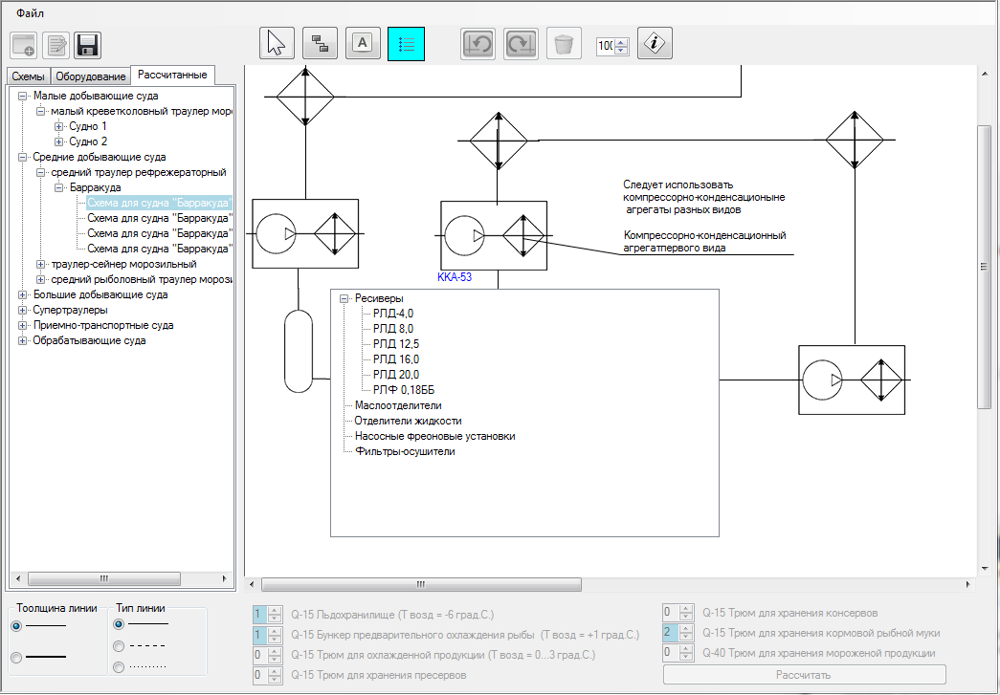 Файл
A
100
i
Схемы Оборудование Рассчитанные
Малые добывающие суда
малый креветколовный траулер моро
Судно 1
Судно 2
Средние добывающие суда
средний траулер рефрежераторный
Барракуда
Схема для судна "Барракуда"
Схема для судна "Барракуда"
Схема для судна "Барракуда"
Схема для судна "Барракуда"
траулер-сейнер морозильный
средний рыболовный траулер морози
Большие добывающие суда
Супертраулеры
Приемно-транспортные суда
Обрабатывающие суда
Следует использовать
компрессорно-конденсационыне
агрегаты разных видов
Компрессорно-конденсационный
агрегатпервого вида
ККА-53
Ресиверы
РЛД-4,0
РЛД 8,0
РЛД 12,5
РЛД 16,0
РЛД 20,0
РЛФ 0,18ББ
Маслоотделители
Отделители жидкости
Насосные фреоновые установки
Фильтры-осушители
Тоолщина линии
Тип линии
1 Q-15 Льдохранилище (Т возд = -6 град.С.)
1 Q-15 Бункер предварительного охлаждения рыбы (Т возд = +1 град.С.)
0 Q-15 Трюм для охлажденной продукции (Т возд = 0...3 град.С.)
0 Q-15 Трюм для хранения пресервов
0 Q-15 Трюм для хранения консервов
2 Q-15 Трюм для хранения кормовой рыбной муки
0 Q-40 Трюм для хранения мороженой продукции
Рассчитать